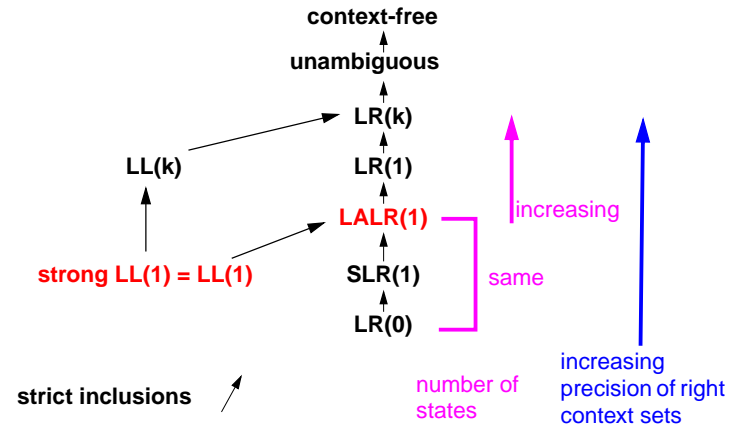 context-free
unambiguous
LR(k)
LL(k)
LR(1)
LALR(1)
increasing
strong LL(1) = LL(1)
SLR(1)
same
LR(0)
strict inclusions
number of
states
increasing
precision of right
context sets